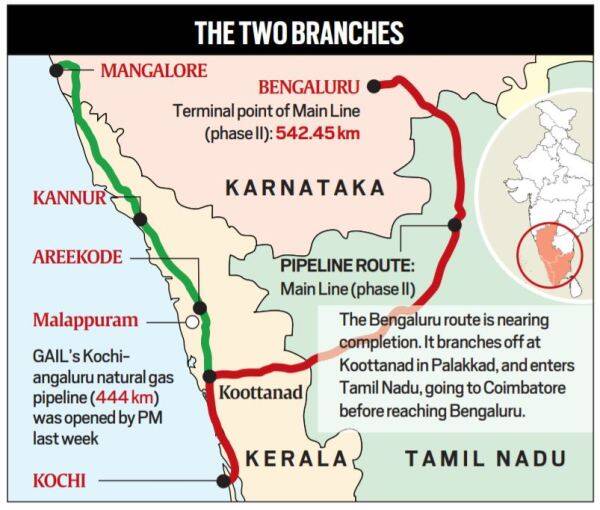 THE TWO BRANCHES
MANGALORE
BENGALURU
Terminal point of Main Line
(phase II): 542.45 km
KARNATAKA
KANNUR
AREEKODE
PIPELINE ROUTE:
Main Line (phase II)
Malappuram
The Bengaluru route is nearing
completion. It branches off at
Koottanad in Palakkad, and enters
Tamil Nadu, going to Coimbatore
before reaching Bengaluru.
GAIL's Kochi-
angaluru natural gas
pipeline (444 km)
was opened by PM
last week
Koottanad
KERALA
TAMIL NADU
KOCHI